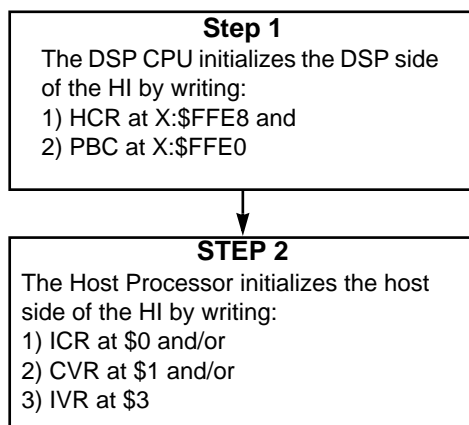 Step 1
The DSP CPU initializes the DSP side
of the HI by writing:
1) HCR at X:$FFE8 and
2) PBC at X:$FFE0
STEP 2
The Host Processor initializes the host
side of the HI by writing:
1) ICR at $0 and/or
2) CVR at $1 and/or
3) IVR at $3